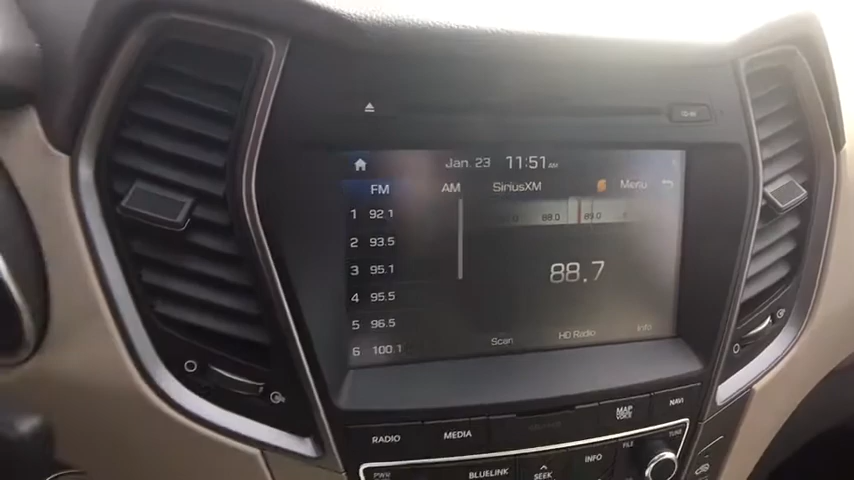 Jan. 23 11:51 AM
FM AM SiriusXM Menu
88.0 89.0
1 92.1
2 93.5
3 95.1
4 95.5
5 96.5
6 100.1
88.7
Scan HD Radio Info
RADIO MEDIA MAP VOICE NAVI
PWR BLUELINK SEEK INFO FILE TUNE